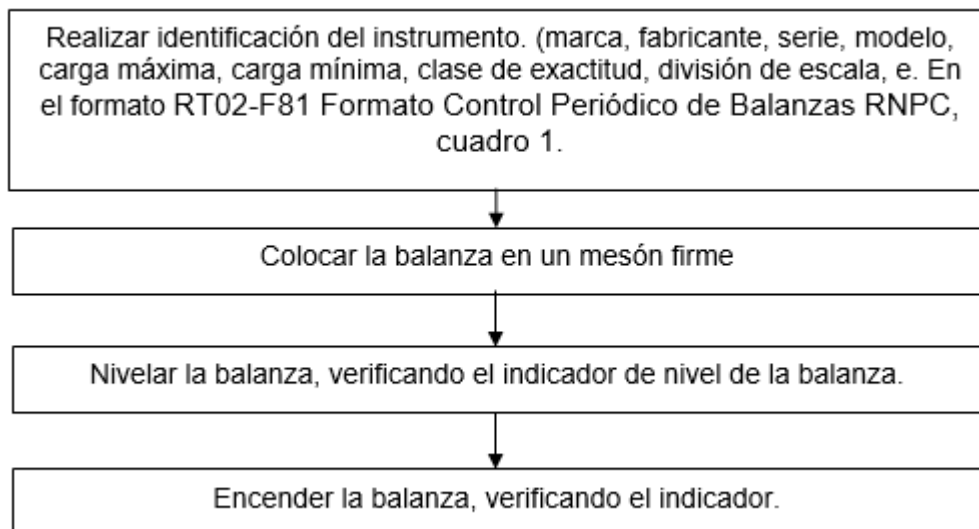 Realizar identificación del instrumento. (marca, fabricante, serie, modelo,
carga máxima, carga mínima, clase de exactitud, división de escala, e. En
el formato RT02-F81 Formato Control Periódico de Balanzas RNPC,
cuadro 1.
Colocar la balanza en un mesón firme
Nivelar la balanza, verificando el indicador de nivel de la balanza.
Encender la balanza, verificando el indicador.